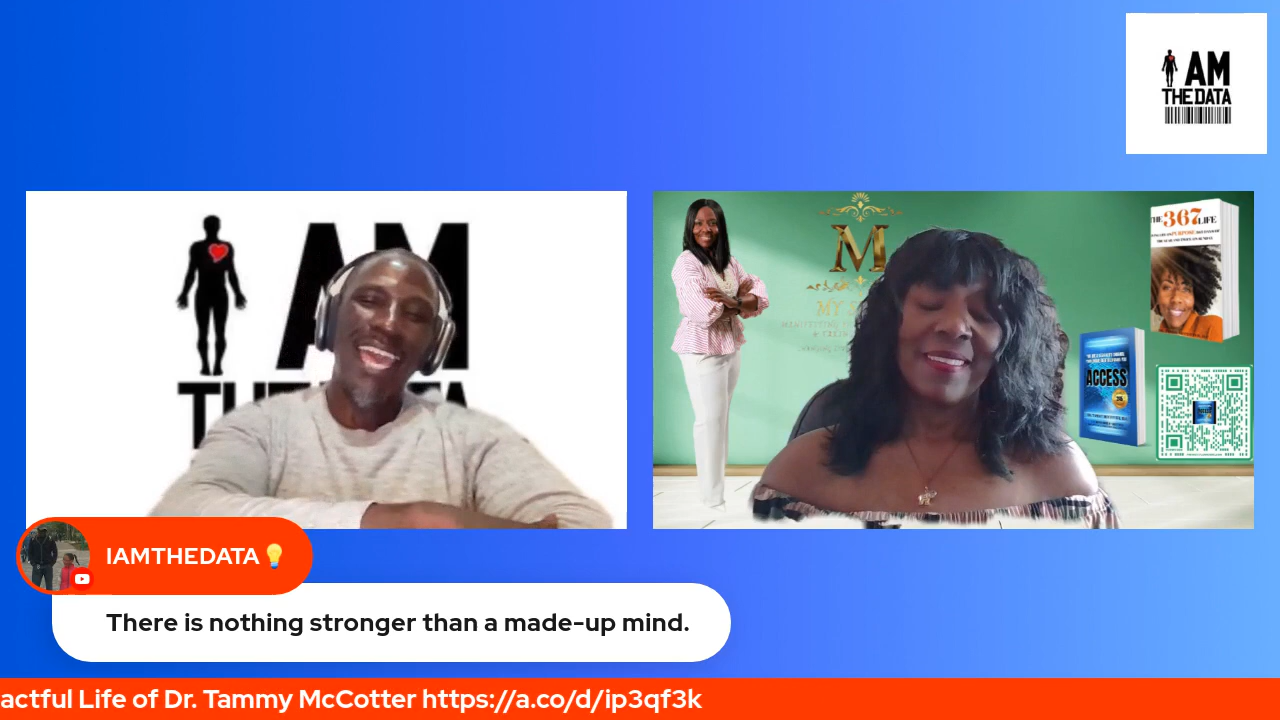 I AM
THE DATA
AM
M
THE 367 LIFE
ACCESS
IAMTHEDATA💡
There is nothing stronger than a made-up mind.
actful Life of Dr. Tammy McCotter https://a.co/d/ip3qf3k